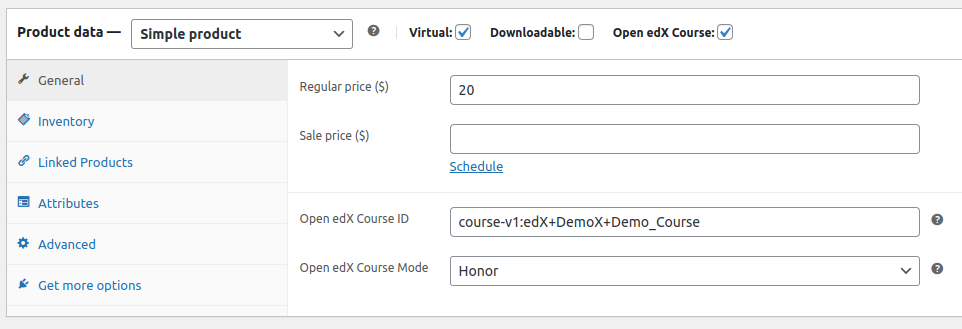 Product data — Simple product Virtual: Downloadable: Open edX Course:
General
Inventory
Linked Products
Attributes
Advanced
Get more options
Regular price ($) 20
Sale price ($)
Schedule
Open edX Course ID course-v1:edX+DemoX+Demo_Course
Open edX Course Mode Honor